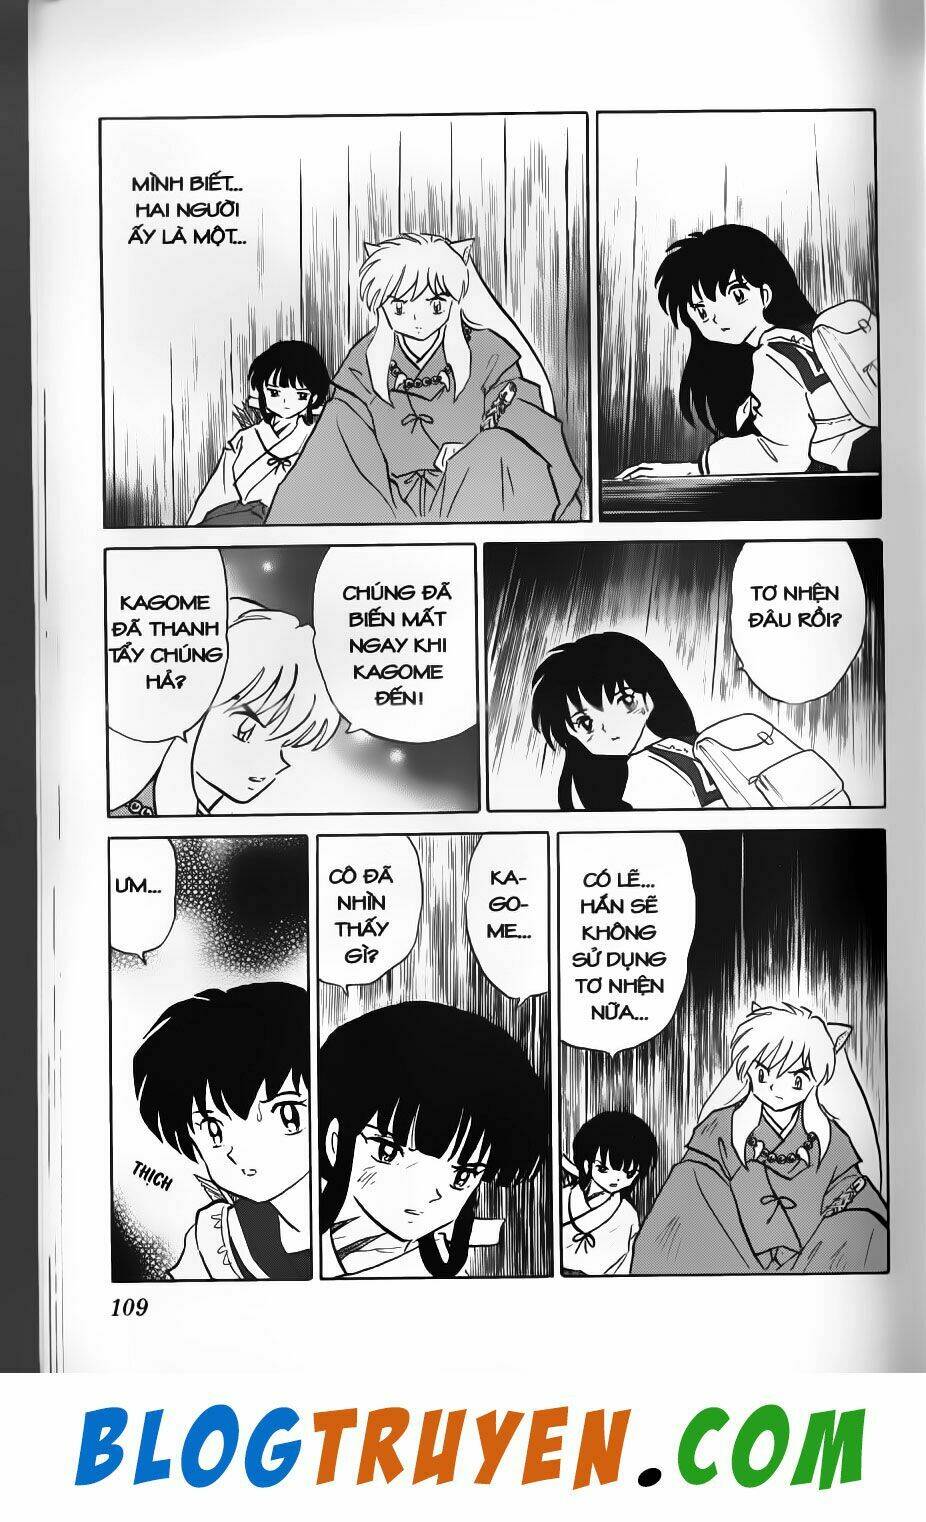 MÌNH BIẾT...
HAI NGƯỜI
ẤY LÀ MỘT...
TƠ NHỆN
ĐÂU RỒI?
CHÚNG ĐÃ
BIẾN MẤT
NGAY KHI
KAGOME
ĐẾN!
KAGOME
ĐÃ THANH
TẨY CHÚNG
HẢ?
CÓ LẼ...
HẮN SẼ
KHÔNG
SỬ DỤNG
TƠ NHỆN
NỮA...
KA-
GO-
ME...
CÔ ĐÃ
NHÌN
THẤY
GÌ?
ƯM...
THỊCH
109
BLOGTRUYEN.COM